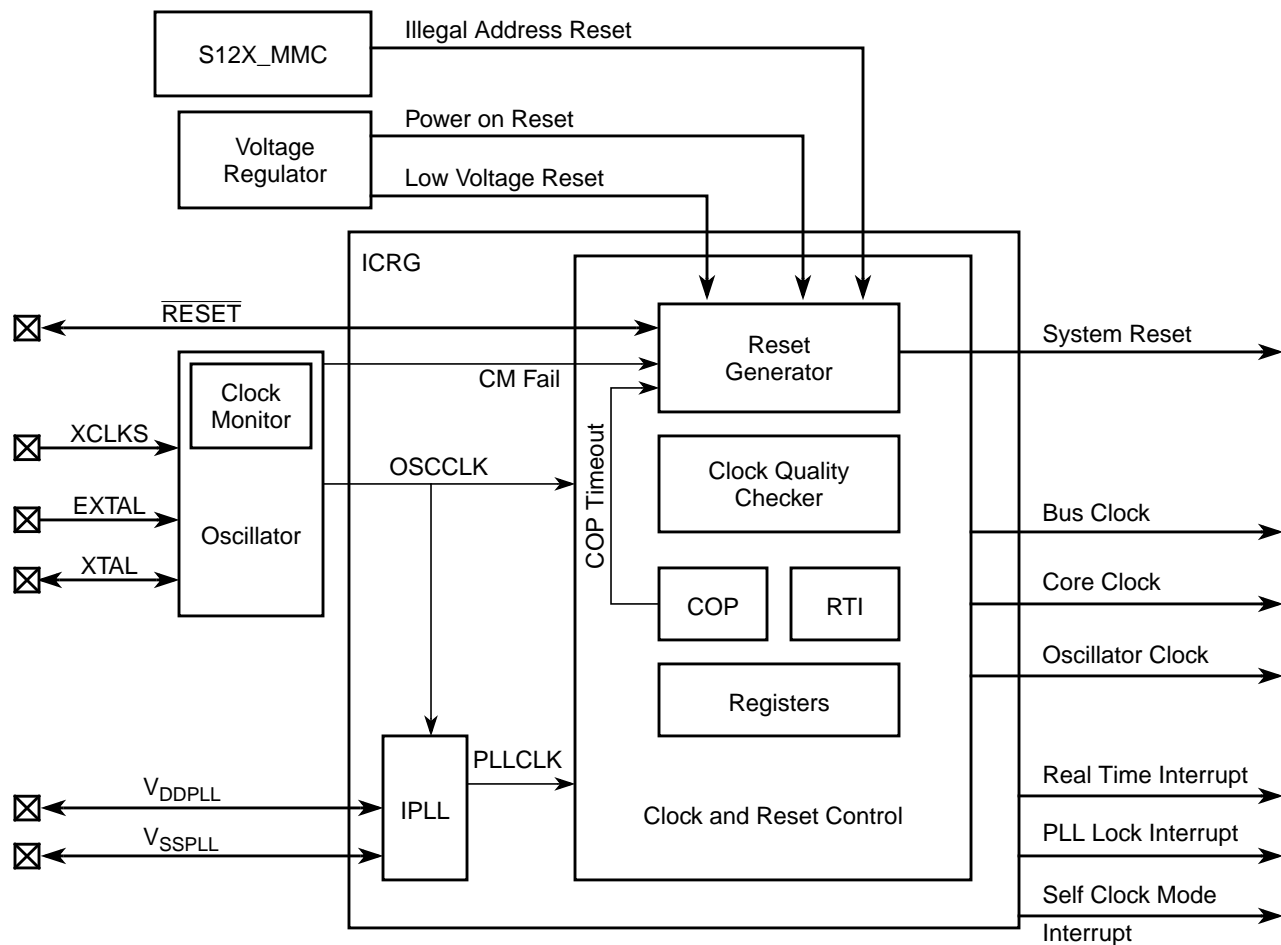 Illegal Address Reset
S12X_MMC
Power on Reset
Voltage
Regulator
Low Voltage Reset
ICRG
RESET
Reset
Generator
System Reset
CM Fail
Clock
Monitor
XCLKS
OSCCLK
COP Timeout
Clock Quality
Checker
EXTAL
Oscillator
Bus Clock
XTAL
COP
RTI
Core Clock
Oscillator Clock
Registers
PLLCLK
Real Time Interrupt
VDDPLL
IPLL
Clock and Reset Control
PLL Lock Interrupt
VSSPLL
Self Clock Mode
Interrupt